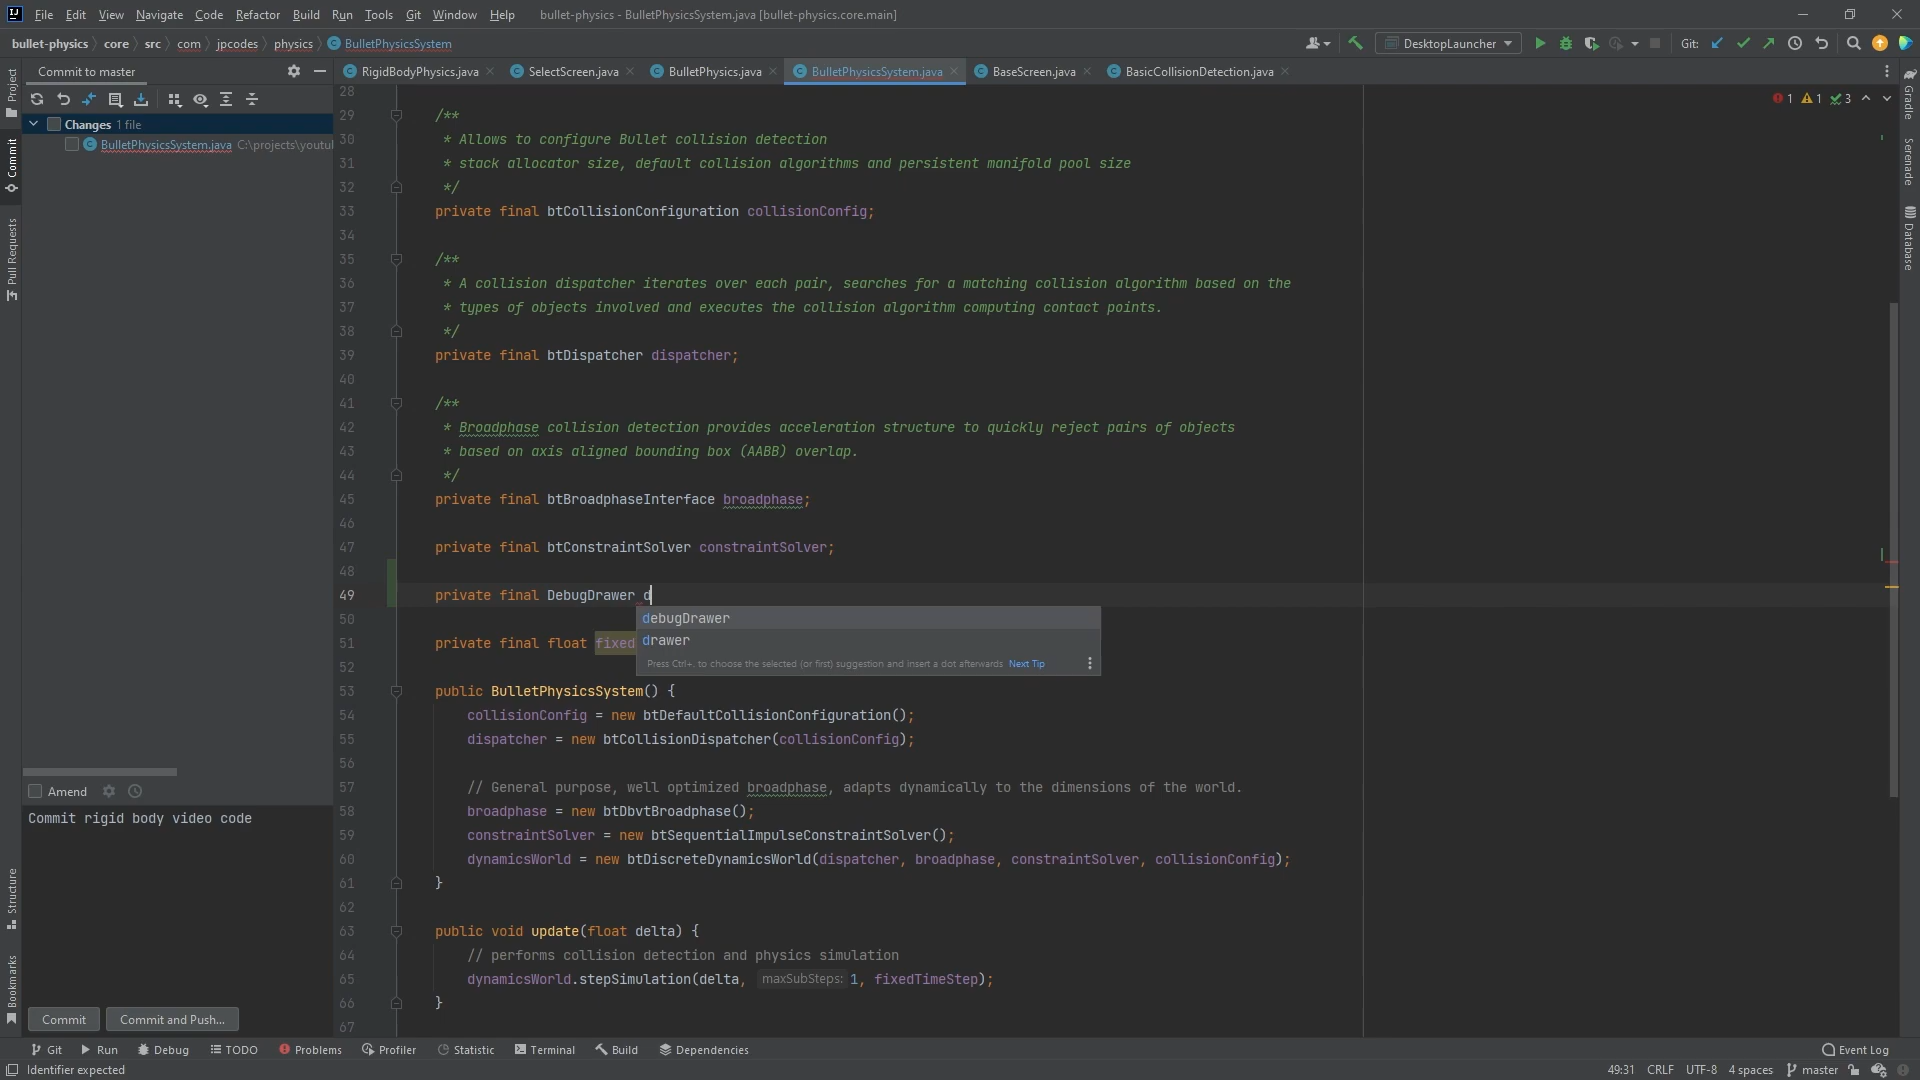 File Edit View Navigate Code Refactor Build Run Tools Git Window Help bullet-physics - BulletPhysicsSystem.java [bullet-physics.core.main]
bullet-physics core src com jpcodes physics BulletPhysicsSystem DesktopLauncher Git:
Commit to master RigidBodyPhysics.java SelectScreen.java BulletPhysics.java BulletPhysicsSystem.java BaseScreen.java BasicCollisionDetection.java
Project
Commit
Pull Requests
Structure
Bookmarks
Gradle
Serenade
Database
Changes 1 file
BulletPhysicsSystem.java C:\projects\youtu
1 1 3
28
29 /**
30 * Allows to configure Bullet collision detection
31 * stack allocator size, default collision algorithms and persistent manifold pool size
32 */
33 private final btCollisionConfiguration collisionConfig;
34
35 /**
36 * A collision dispatcher iterates over each pair, searches for a matching collision algorithm based on the
37 * types of objects involved and executes the collision algorithm computing contact points.
38 */
39 private final btDispatcher dispatcher;
40
41 /**
42 * Broadphase collision detection provides acceleration structure to quickly reject pairs of objects
43 * based on axis aligned bounding box (AABB) overlap.
44 */
45 private final btBroadphaseInterface broadphase;
46
47 private final btConstraintSolver constraintSolver;
48
49 private final DebugDrawer d
50
debugDrawer
drawer
Press Ctrl+. to choose the selected (or first) suggestion and insert a dot afterwards Next Tip
51 private final float fixed
52
53 public BulletPhysicsSystem() {
54 collisionConfig = new btDefaultCollisionConfiguration();
55 dispatcher = new btCollisionDispatcher(collisionConfig);
56
57 // General purpose, well optimized broadphase, adapts dynamically to the dimensions of the world.
58 broadphase = new btDbvtBroadphase();
59 constraintSolver = new btSequentialImpulseConstraintSolver();
60 dynamicsWorld = new btDiscreteDynamicsWorld(dispatcher, broadphase, constraintSolver, collisionConfig);
61 }
62
63 public void update(float delta) {
64 // performs collision detection and physics simulation
65 dynamicsWorld.stepSimulation(delta, maxSubSteps: 1, fixedTimeStep);
66 }
67
Amend
Commit rigid body video code
Commit Commit and Push...
Git Run Debug TODO Problems Profiler Statistic Terminal Build Dependencies Event Log
Identifier expected 49:31 CRLF UTF-8 4 spaces master